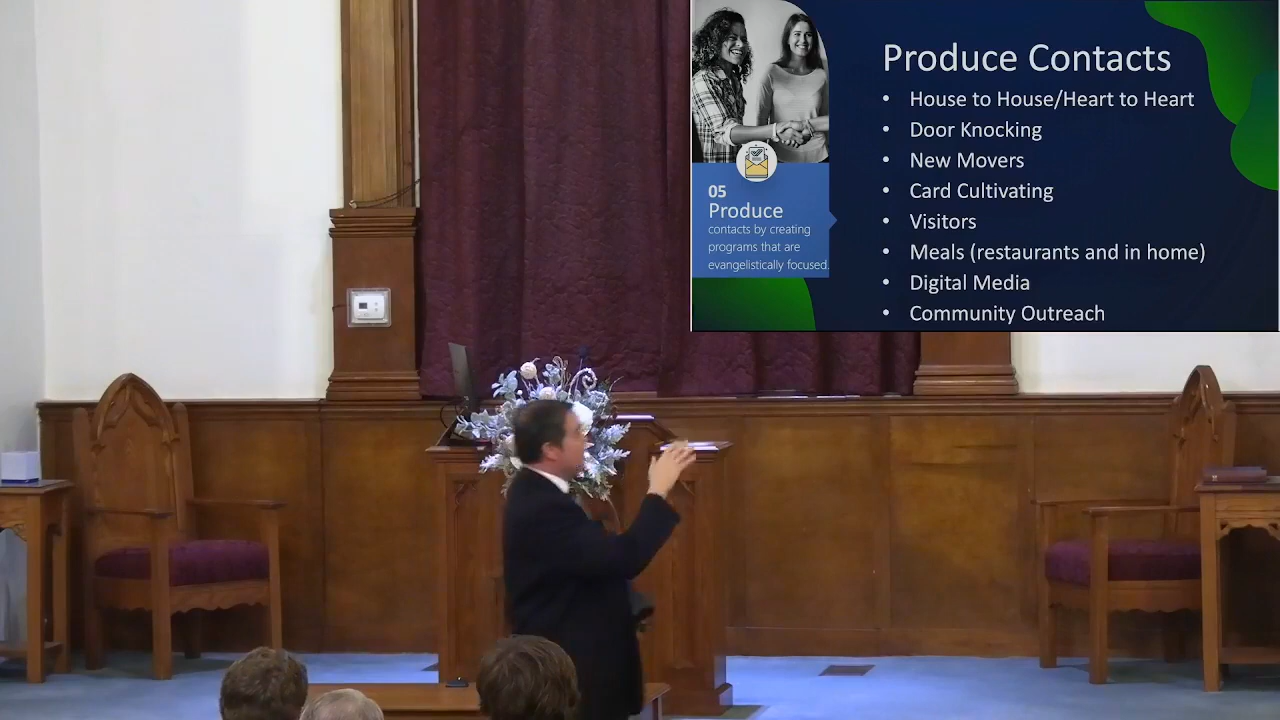 Produce Contacts
• House to House/Heart to Heart
• Door Knocking
• New Movers
• Card Cultivating
• Visitors
• Meals (restaurants and in home)
• Digital Media
• Community Outreach
05
Produce
contacts by creating
programs that are
evangelistically focused.